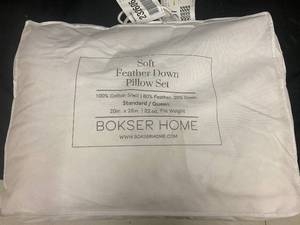 Soft
Feather Down
Pillow Set
100% Cotton Shell | 80% Feather, 20% Down
Standard / Queen
20in. x 28in. | 22 oz. Fill Weight
BOKSER HOME
WWW.BOKSERHOME.COM